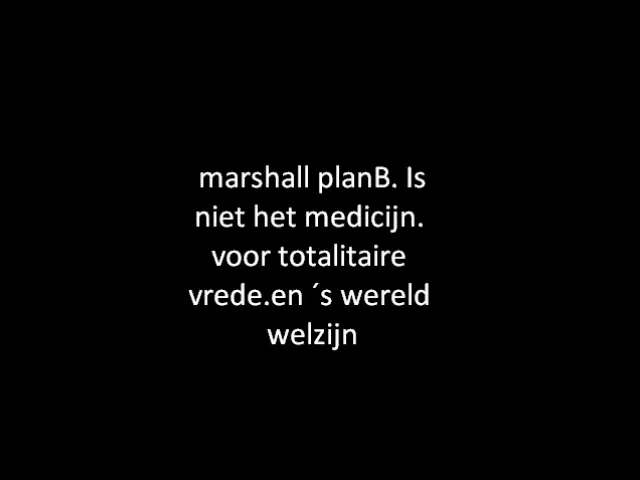 marshall planB. Is
niet het medicijn.
voor totalitaire
vrede.en ´s wereld
welzijn